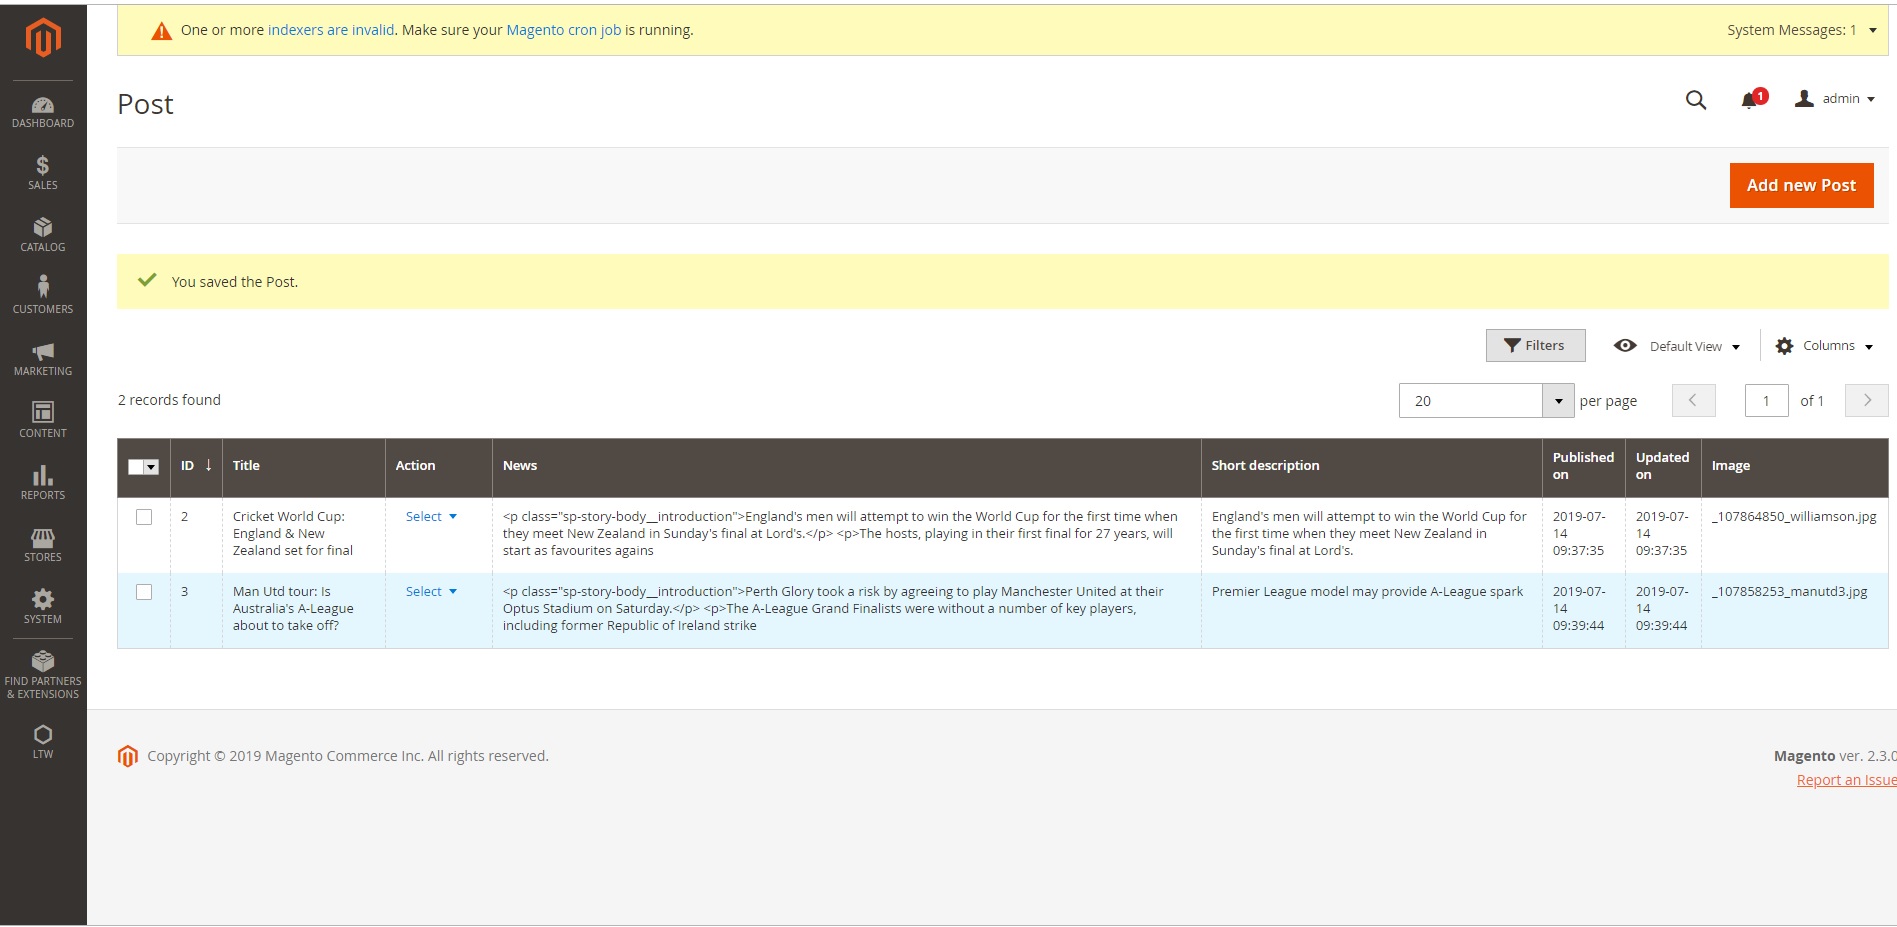 One or more indexers are invalid. Make sure your Magento cron job is running.
System Messages: 1
Post
1
admin
Add new Post
You saved the Post.
Filters
Default View
Columns
2 records found
20
per page
1
of 1
ID ↓
Title
Action
News
Short description
Published
on
Updated
on
Image
2
Cricket World Cup:
England & New
Zealand set for final
Select
<p class="sp-story-body__introduction">England's men will attempt to win the World Cup for the first time when
they meet New Zealand in Sunday's final at Lord's.</p> <p>The hosts, playing in their first final for 27 years, will
start as favourites agains
England's men will attempt to win the World Cup for
the first time when they meet New Zealand in
Sunday's final at Lord's.
2019-07-
14
09:37:35
2019-07-
14
09:37:35
_107864850_williamson.jpg
3
Man Utd tour: Is
Australia's A-League
about to take off?
Select
<p class="sp-story-body__introduction">Perth Glory took a risk by agreeing to play Manchester United at their
Optus Stadium on Saturday.</p> <p>The A-League Grand Finalists were without a number of key players,
including former Republic of Ireland strike
Premier League model may provide A-League spark
2019-07-
14
09:39:44
2019-07-
14
09:39:44
_107858253_manutd3.jpg
DASHBOARD
SALES
CATALOG
CUSTOMERS
MARKETING
CONTENT
REPORTS
STORES
SYSTEM
FIND PARTNERS
& EXTENSIONS
LTW
Copyright © 2019 Magento Commerce Inc. All rights reserved.
Magento ver. 2.3.0
Report an Issue